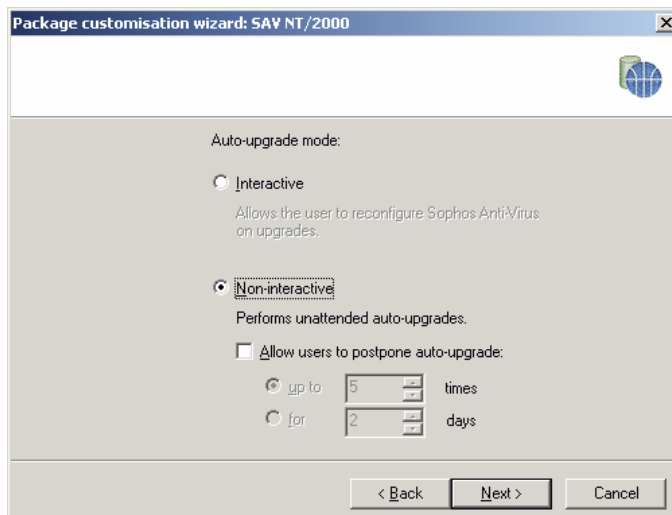 Package customisation wizard: SAV NT/2000
Auto-upgrade mode:
Interactive
Allows the user to reconfigure Sophos Anti-Virus
on upgrades.
Non-interactive
Performs unattended auto-upgrades.
Allow users to postpone auto-upgrade:
up to 5 times
for 2 days
< Back Next > Cancel